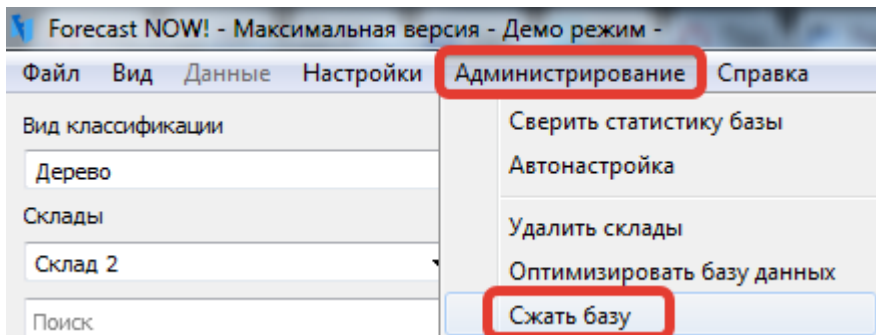 Forecast NOW! - Максимальная версия - Демо режим -
Файл Вид Данные Настройки Администрирование Справка
Вид классификации
Дерево
Склады
Склад 2
Поиск
Сверить статистику базы
Автонастройка
Удалить склады
Оптимизировать базу данных
Сжать базу